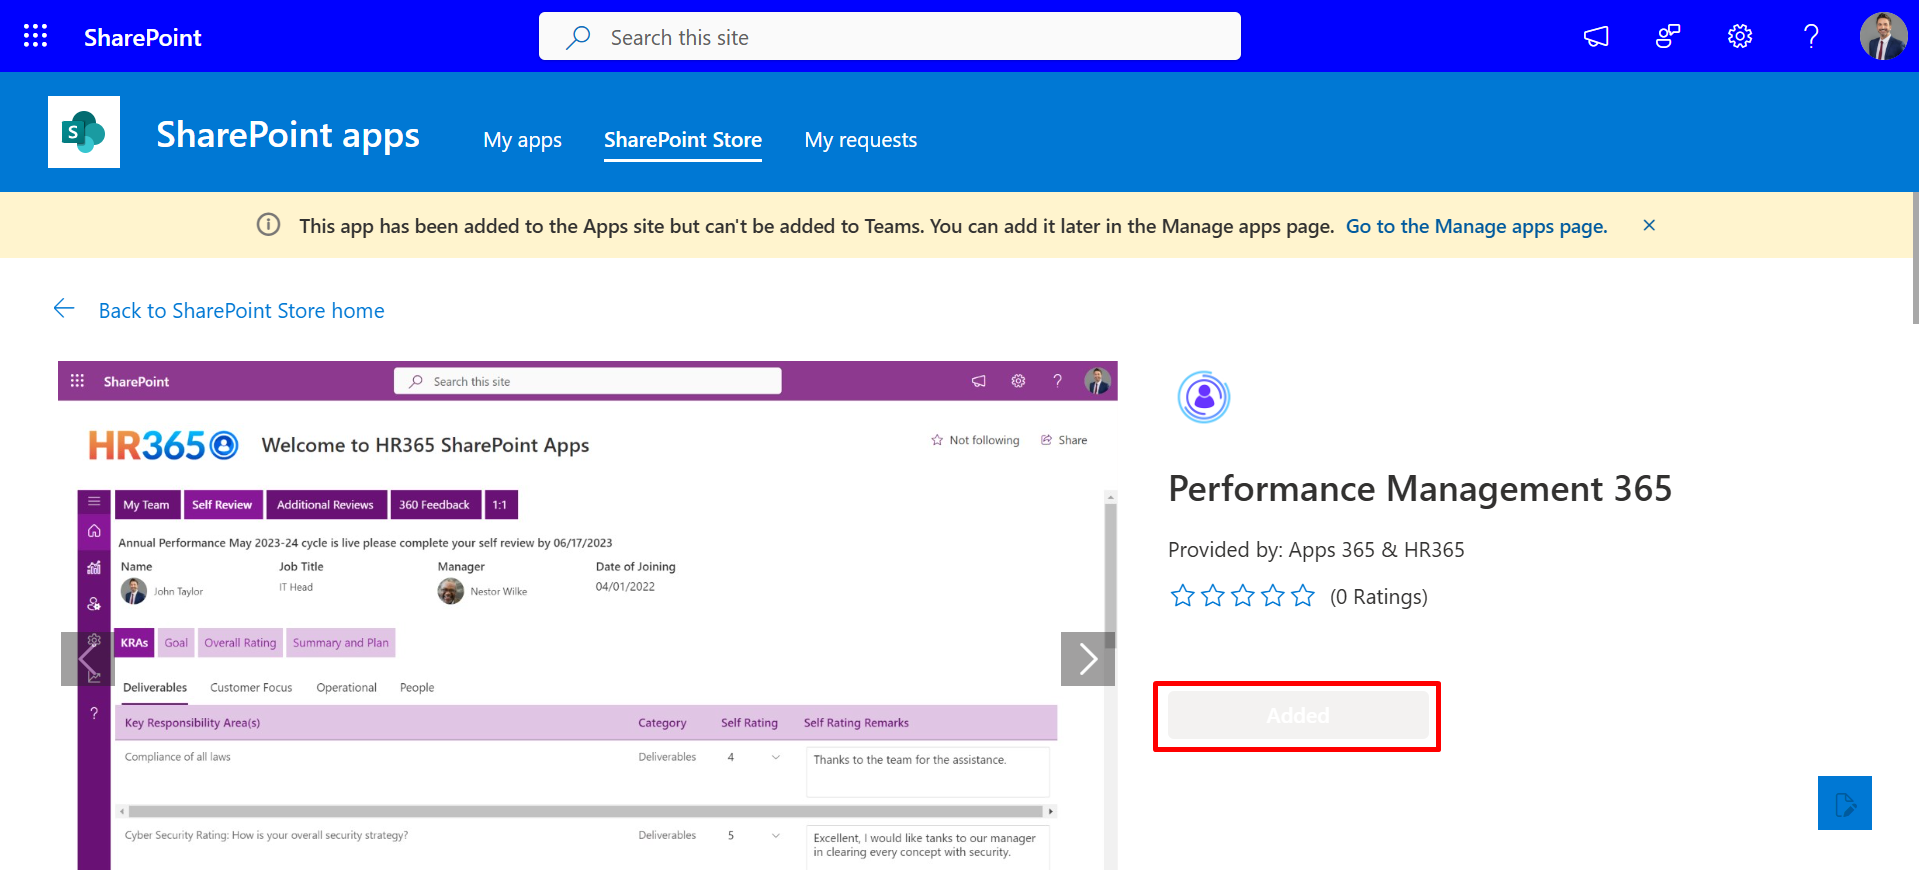 SharePoint
Search this site
?
S
SharePoint apps
My apps
SharePoint Store
My requests
This app has been added to the Apps site but can't be added to Teams. You can add it later in the Manage apps page. Go to the Manage apps page.
Back to SharePoint Store home
SharePoint
Search this site
?
HR365
Welcome to HR365 SharePoint Apps
Not following
Share
My Team
Self Review
Additional Reviews
360 Feedback
1:1
Annual Performance May 2023-24 cycle is live please complete your self review by 06/17/2023
Name
Job Title
Manager
Date of Joining
John Taylor
IT Head
Nestor Wilke
04/01/2022
KRAs
Goal
Overall Rating
Summary and Plan
Deliverables
Customer Focus
Operational
People
?
Key Responsibility Area(s)
Category
Self Rating
Self Rating Remarks
Compliance of all laws
Deliverables
4
Thanks to the team for the assistance.
Cyber Security Rating: How is your overall security strategy?
Deliverables
5
Excellent, I would like tanks to our manager
in clearing every concept with security.
Performance Management 365
Provided by: Apps 365 & HR365
(0 Ratings)
Added